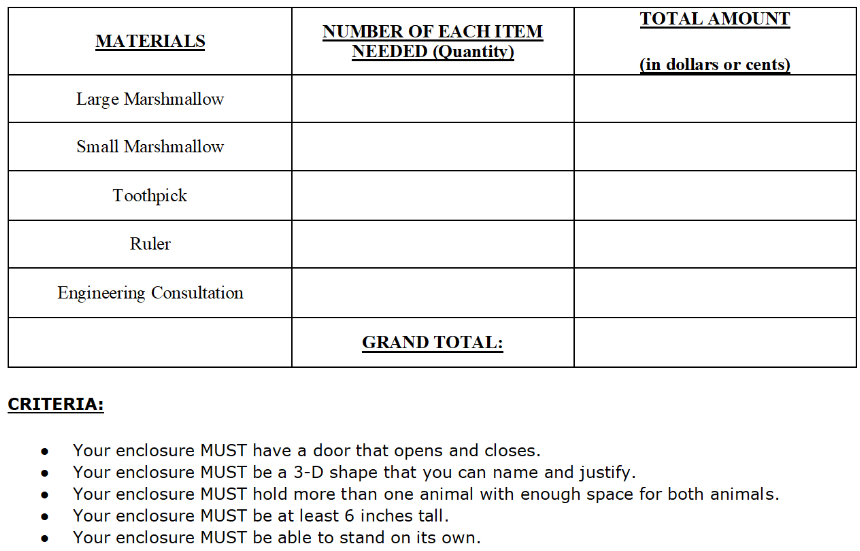 MATERIALS
NUMBER OF EACH ITEM
NEEDED (Quantity)
TOTAL AMOUNT
(in dollars or cents)
Large Marshmallow
Small Marshmallow
Toothpick
Ruler
Engineering Consultation
GRAND TOTAL:
CRITERIA:
• Your enclosure MUST have a door that opens and closes.
• Your enclosure MUST be a 3-D shape that you can name and justify.
• Your enclosure MUST hold more than one animal with enough space for both animals.
• Your enclosure MUST be at least 6 inches tall.
• Your enclosure MUST be able to stand on its own.